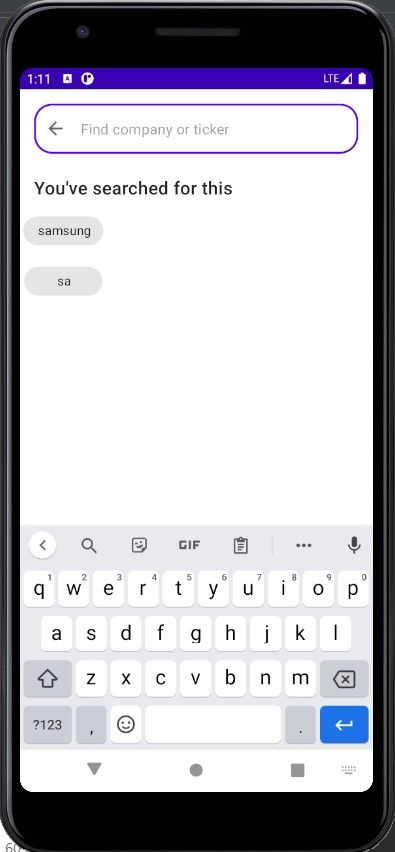 1:11 A LTE
Find company or ticker
You've searched for this
samsung
sa
GIF
q1 w2 e3 r4 t5 y6 u7 i8 o9 p0
a s d f g h j k l
z x c v b n m
?123 , .
60